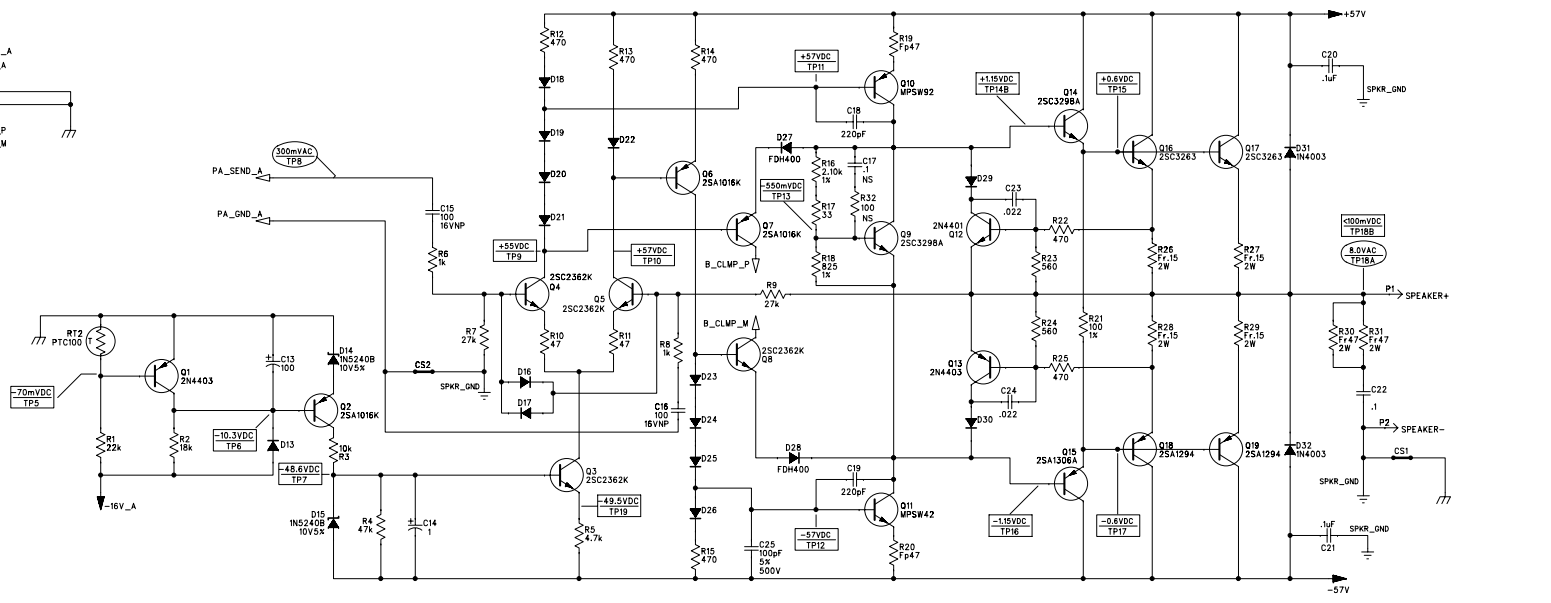 _A
_A
_P
_M
+57V
R12
470
R13
470
R14
470
R19
Fp47
+57VDC
TP11
Q10
MPSW92
C18
220pF
+1.15VDC
TP14B
Q14
2SC3298A
+0.6VDC
TP15
C20
.1uF
SPKR_GND
D18
D19
D20
D21
D22
D27
FDH400
R16
2.10k
1%
C17
.1
NS
R17
33
R32
100
NS
-550mVDC
TP13
Q9
2SC3298A
R18
825
1%
D29
C23
.022
2N4401
Q12
R22
470
R23
560
Q16
2SC3263
Q17
2SC3263
D31
1N4003
R26
Fr.15
2W
R27
Fr.15
2W
<100mVDC
TP18B
8.0VAC
TP18A
300mVAC
TP8
PA_SEND_A
PA_GND_A
C15
100
16VNP
R6
1k
+55VDC
TP9
+57VDC
TP10
Q6
2SA1016K
Q7
2SA1016K
B_CLMP_P
2SC2362K
Q4
Q5
2SC2362K
R9
27k
P1
SPEAKER+
R7
27k
R10
47
R11
47
R8
1k
B_CLMP_M
2SC2362K
Q8
R24
560
R21
100
1%
R28
Fr.15
2W
R29
Fr.15
2W
R30
Fr47
2W
R31
Fr47
2W
RT2
PTC100
T
Q1
2N4403
C13
100
D14
1N5240B
10V5%
CS2
SPKR_GND
D16
D17
C16
100
16VNP
D23
D24
D25
D26
Q13
2N4403
R25
470
C24
.022
D30
C22
.1
P2
SPEAKER-
CS1
-70mVDC
TP5
Q2
2SA1016K
R1
22k
R2
18k
-10.3VDC
TP6
D13
10k
R3
-48.6VDC
TP7
-16V_A
D15
1N5240B
10V5%
R4
47k
C14
1
Q3
2SC2362K
-49.5VDC
TP19
R5
4.7k
D28
FDH400
C19
220pF
Q11
MPSW42
-57VDC
TP12
R15
470
C25
100pF
5%
500V
R20
Fp47
Q15
2SA1306A
-1.15VDC
TP16
-0.6VDC
TP17
Q18
2SA1294
Q19
2SA1294
D32
1N4003
SPKR_GND
.1uF
C21
SPKR_GND
-57V